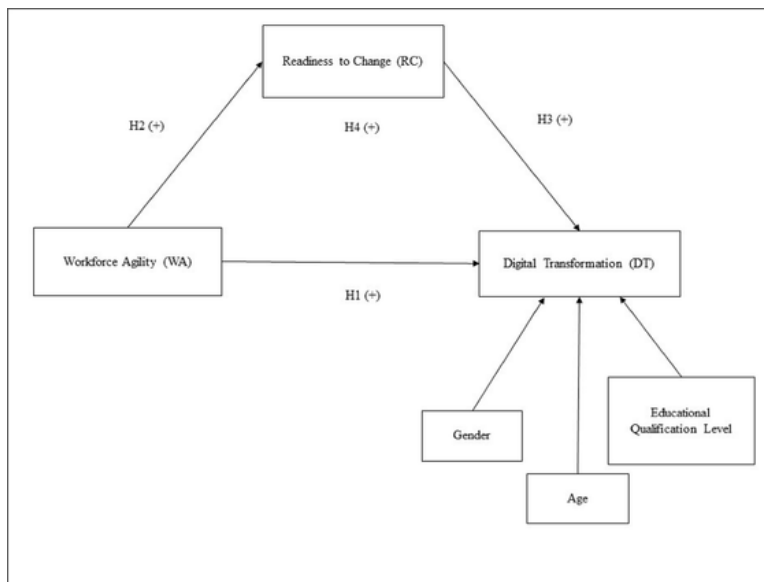 Readiness to Change (RC)
H2 (+)
H4 (+)
H3 (+)
Workforce Agility (WA)
Digital Transformation (DT)
H1 (+)
Gender
Educational
Qualification Level
Age